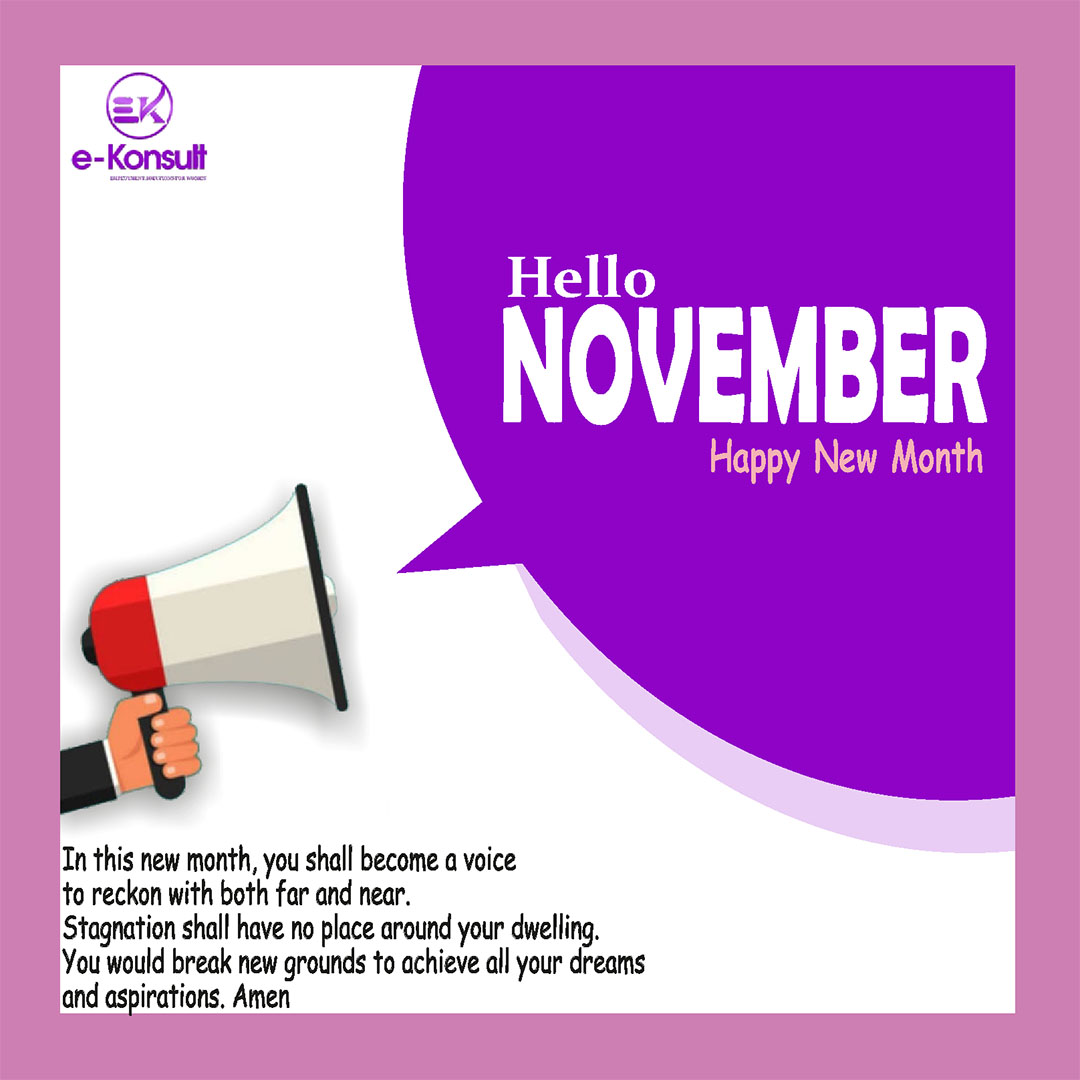 EK
e-Konsult
Hello
NOVEMBER
Happy New Month
In this new month, you shall become a voice
to reckon with both far and near.
Stagnation shall have no place around your dwelling.
You would break new grounds to achieve all your dreams
and aspirations. Amen